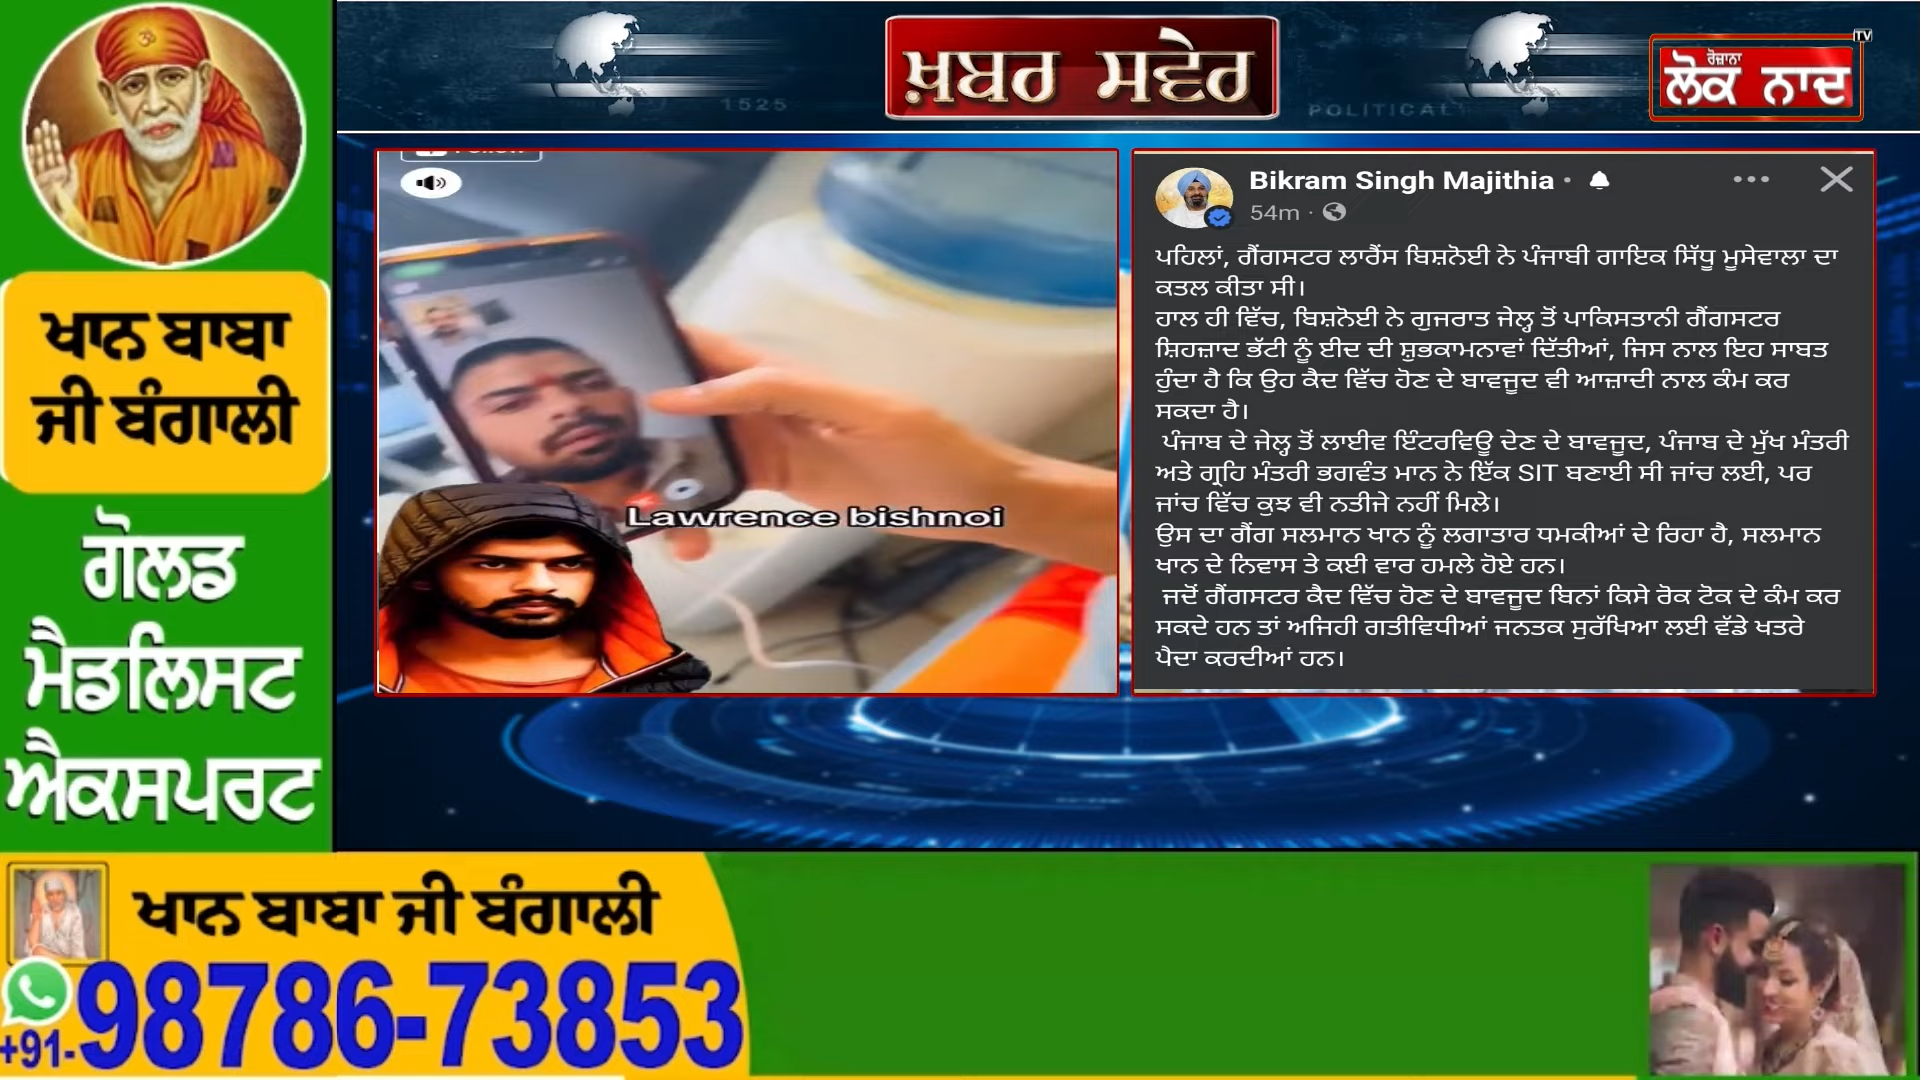 ਖ਼ਬਰ ਸਵੇਰ
1525
POLITICAL
TV
ਰੋਜ਼ਾਨਾ
ਲੋਕ ਨਾਦ
ਖਾਨ ਬਾਬਾ
ਜੀ ਬੰਗਾਲੀ
ਗੋਲਡ
ਮੈਡਲਿਸਟ
ਐਕਸਪਰਟ
Lawrence bishnoi
Bikram Singh Majithia
54m
ਪਹਿਲਾਂ, ਗੈਂਗਸਟਰ ਲਾਰੈਂਸ ਬਿਸ਼ਨੋਈ ਨੇ ਪੰਜਾਬੀ ਗਾਇਕ ਸਿੱਧੂ ਮੂਸੇਵਾਲਾ ਦਾ
ਕਤਲ ਕੀਤਾ ਸੀ।
ਹਾਲ ਹੀ ਵਿੱਚ, ਬਿਸ਼ਨੋਈ ਨੇ ਗੁਜਰਾਤ ਜੇਲ੍ਹ ਤੋਂ ਪਾਕਿਸਤਾਨੀ ਗੈਂਗਸਟਰ
ਸ਼ਿਹਜ਼ਾਦ ਭੱਟੀ ਨੂੰ ਈਦ ਦੀ ਸ਼ੁਭਕਾਮਨਾਵਾਂ ਦਿੱਤੀਆਂ, ਜਿਸ ਨਾਲ ਇਹ ਸਾਬਤ
ਹੁੰਦਾ ਹੈ ਕਿ ਉਹ ਕੈਦ ਵਿੱਚ ਹੋਣ ਦੇ ਬਾਵਜੂਦ ਵੀ ਆਜ਼ਾਦੀ ਨਾਲ ਕੰਮ ਕਰ
ਸਕਦਾ ਹੈ।
ਪੰਜਾਬ ਦੇ ਜੇਲ੍ਹ ਤੋਂ ਲਾਈਵ ਇੰਟਰਵਿਊ ਦੇਣ ਦੇ ਬਾਵਜੂਦ, ਪੰਜਾਬ ਦੇ ਮੁੱਖ ਮੰਤਰੀ
ਅਤੇ ਗ੍ਰਹਿ ਮੰਤਰੀ ਭਗਵੰਤ ਮਾਨ ਨੇ ਇੱਕ SIT ਬਣਾਈ ਸੀ ਜਾਂਚ ਲਈ, ਪਰ
ਜਾਂਚ ਵਿੱਚ ਕੁਝ ਵੀ ਨਤੀਜੇ ਨਹੀਂ ਮਿਲੇ।
ਉਸ ਦਾ ਗੈਂਗ ਸਲਮਾਨ ਖਾਨ ਨੂੰ ਲਗਾਤਾਰ ਧਮਕੀਆਂ ਦੇ ਰਿਹਾ ਹੈ, ਸਲਮਾਨ
ਖਾਨ ਦੇ ਨਿਵਾਸ ਤੇ ਕਈ ਵਾਰ ਹਮਲੇ ਹੋਏ ਹਨ।
ਜਦੋਂ ਗੈਂਗਸਟਰ ਕੈਦ ਵਿੱਚ ਹੋਣ ਦੇ ਬਾਵਜੂਦ ਬਿਨਾਂ ਕਿਸੇ ਰੋਕ ਟੋਕ ਦੇ ਕੰਮ ਕਰ
ਸਕਦੇ ਹਨ ਤਾਂ ਅਜਿਹੀ ਗਤੀਵਿਧੀਆਂ ਜਨਤਕ ਸੁਰੱਖਿਆ ਲਈ ਵੱਡੇ ਖਤਰੇ
ਪੈਦਾ ਕਰਦੀਆਂ ਹਨ।
ਖਾਨ ਬਾਬਾ ਜੀ ਬੰਗਾਲੀ
+91-98786-73853